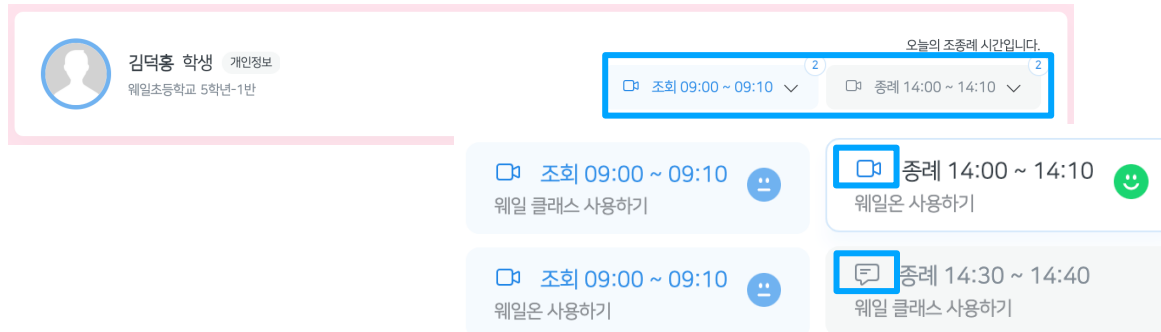 오늘의 조종례 시간입니다.
김덕홍 학생 개인정보
웨일초등학교 5학년-1반
조회 09:00 ~ 09:10
2
종례 14:00 ~ 14:10
2
조회 09:00 ~ 09:10
웨일 클래스 사용하기
종례 14:00 ~ 14:10
웨일온 사용하기
조회 09:00 ~ 09:10
웨일온 사용하기
종례 14:30 ~ 14:40
웨일 클래스 사용하기